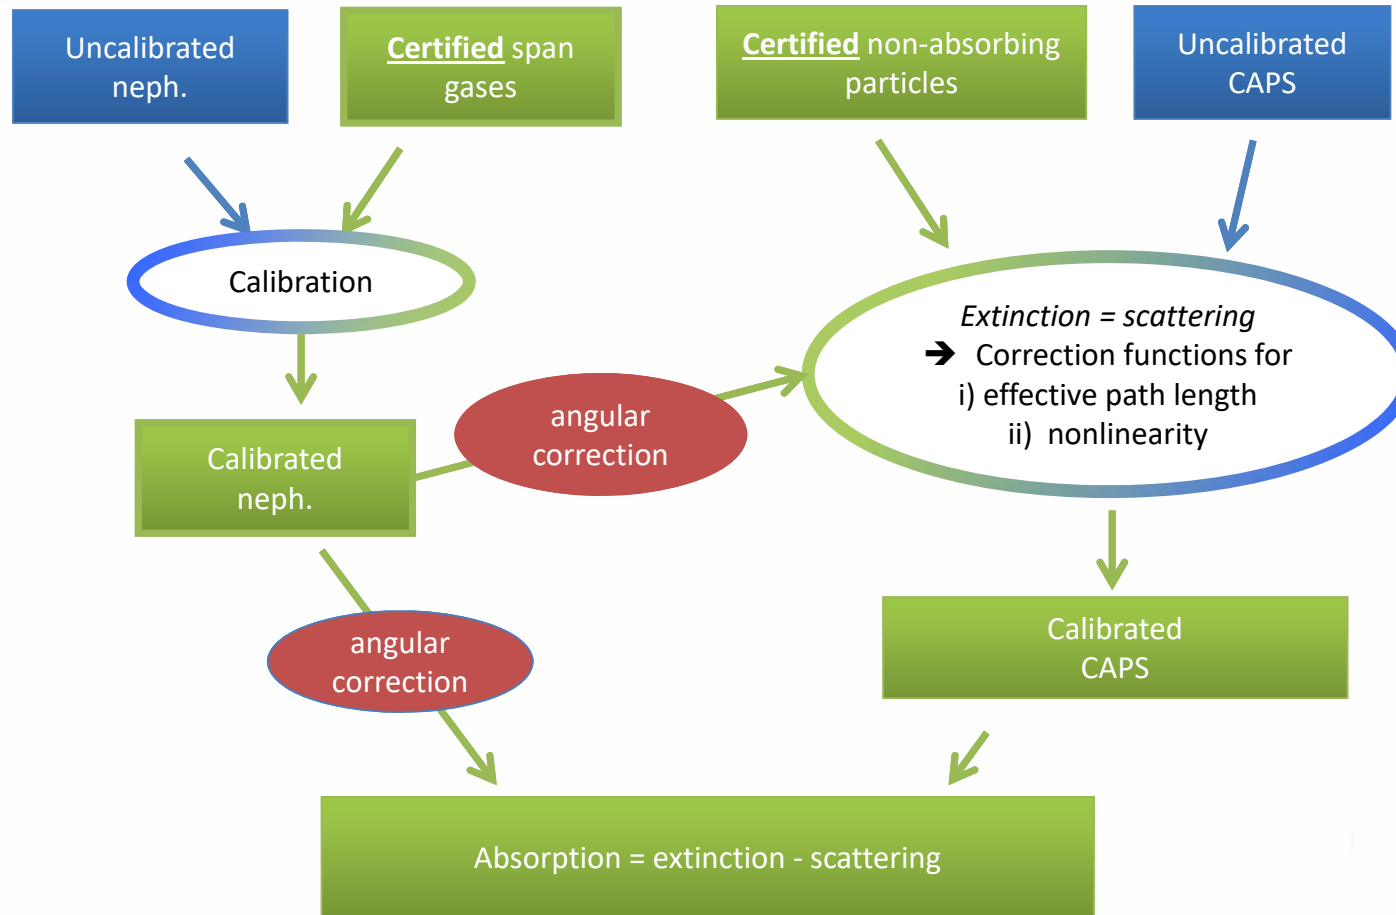 Uncalibrated
neph.
Certified span
gases
Certified non-absorbing
particles
Uncalibrated
CAPS
Calibration
Extinction = scattering
➔ Correction functions for
i) effective path length
ii) nonlinearity
angular
correction
Calibrated
neph.
angular
correction
Calibrated
CAPS
Absorption = extinction - scattering